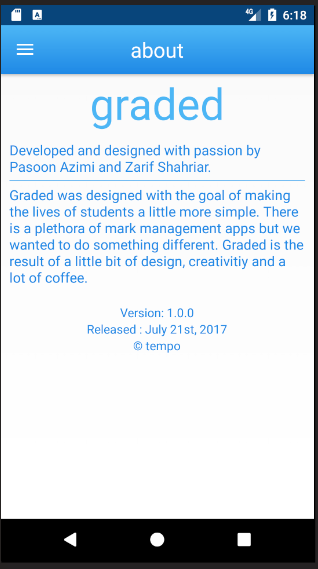 4G 6:18
A
about
graded
Developed and designed with passion by
Pasoon Azimi and Zarif Shahriar.
Graded was designed with the goal of making
the lives of students a little more simple. There
is a plethora of mark management apps but we
wanted to do something different. Graded is the
result of a little bit of design, creativitiy and a
lot of coffee.
Version: 1.0.0
Released : July 21st, 2017
© tempo